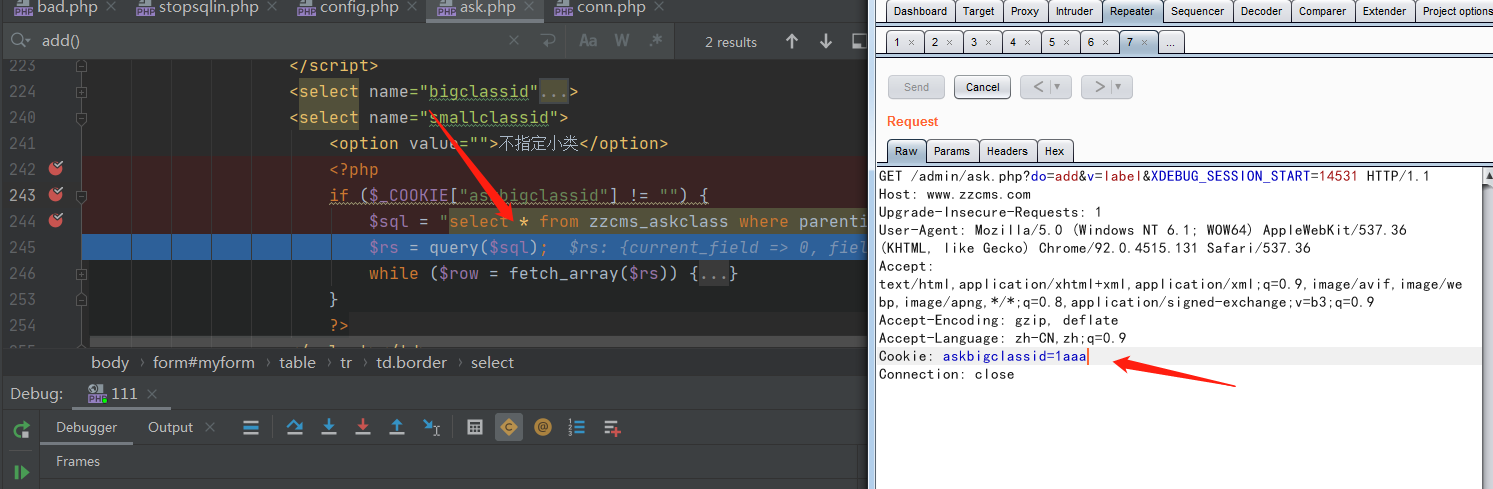 bad.php
stopsqlin.php
config.php
ask.php
conn.php
add()
Aa
W
.*
2 results
223
</script>
224
<select name="bigclassid"...>
240
<select name="smallclassid">
241
<option value="">不指定小类</option>
242
<?php
243
if ($_COOKIE["askbigclassid"] != "") {
244
$sql = "select * from zzcms_askclass where parenti
245
$rs = query($sql); $rs: {current_field => 0, fiel
246
while ($row = fetch_array($rs)) {...}
253
}
254
?>
body › form#myform › table › tr › td.border › select
Debug:
111
Debugger
Output
Frames
Dashboard
Target
Proxy
Intruder
Repeater
Sequencer
Decoder
Comparer
Extender
Project options
1 ×
2 ×
3 ×
4 ×
5 ×
6 ×
7 ×
...
Send
Cancel
<
>
Request
Raw
Params
Headers
Hex
GET /admin/ask.php?do=add&v=label&XDEBUG_SESSION_START=14531 HTTP/1.1
Host: www.zzcms.com
Upgrade-Insecure-Requests: 1
User-Agent: Mozilla/5.0 (Windows NT 6.1; WOW64) AppleWebKit/537.36
(KHTML, like Gecko) Chrome/92.0.4515.131 Safari/537.36
Accept:
text/html,application/xhtml+xml,application/xml;q=0.9,image/avif,image/we
bp,image/apng,*/*;q=0.8,application/signed-exchange;v=b3;q=0.9
Accept-Encoding: gzip, deflate
Accept-Language: zh-CN,zh;q=0.9
Cookie: askbigclassid=1aaa
Connection: close